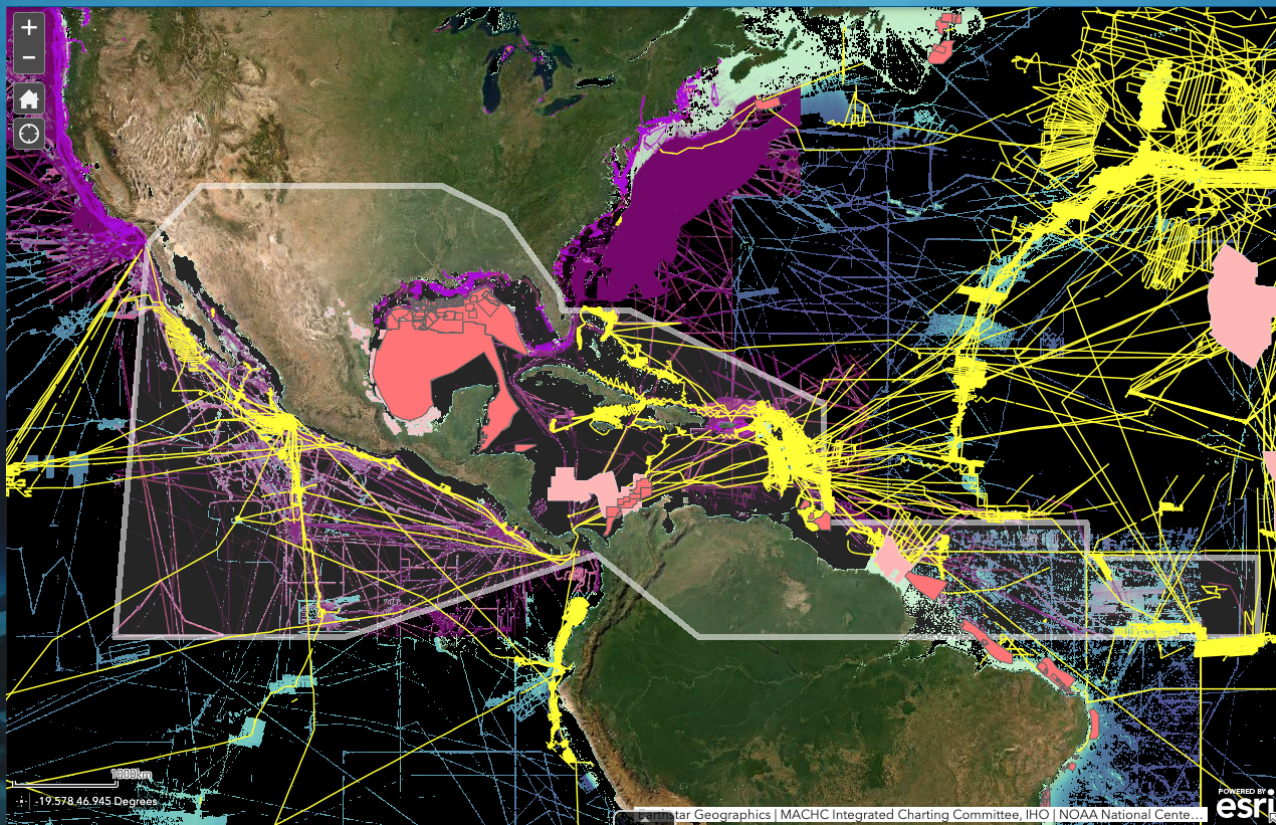 +
−
1000km
-19.578 46.945 Degrees
Earthstar Geographics | MACHC Integrated Charting Committee, IHO | NOAA National Cente...
POWERED BY
esri